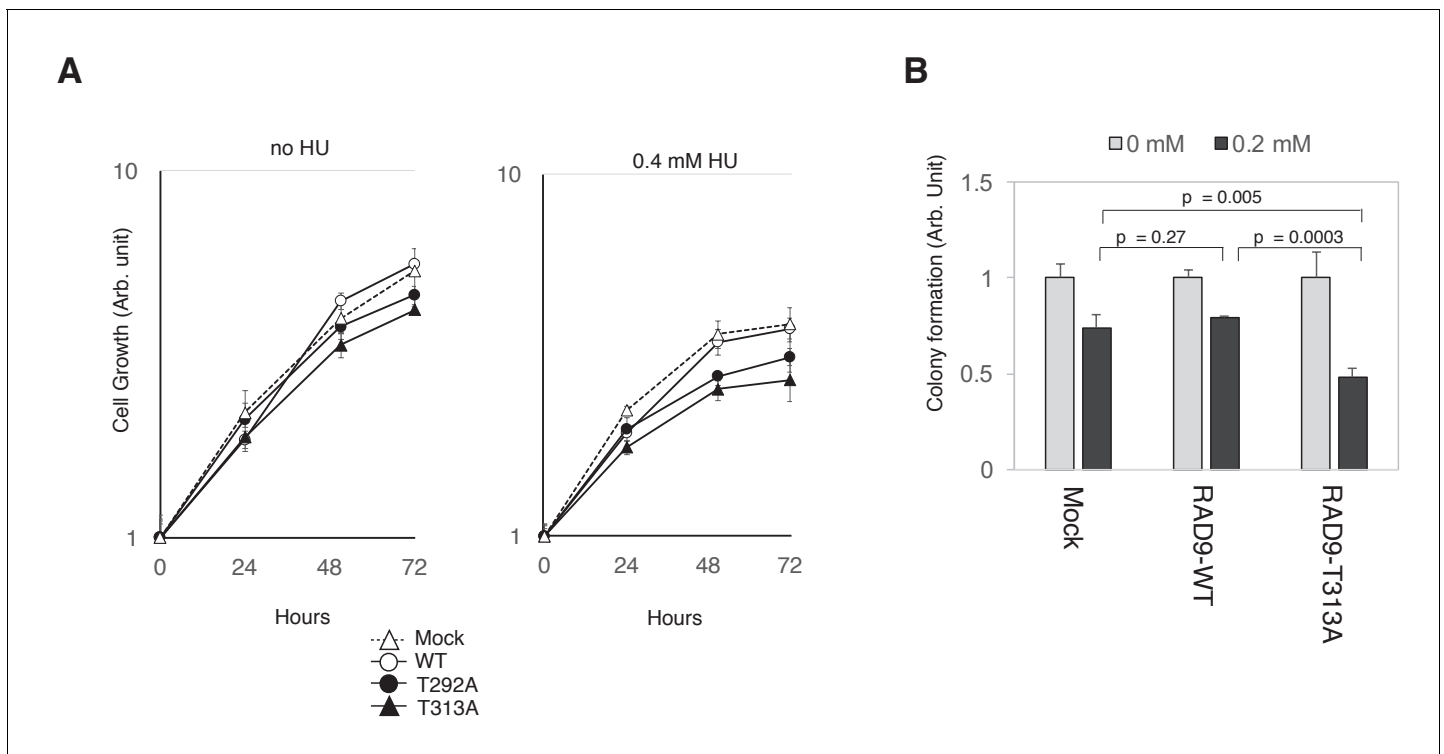 A
no HU
10
Cell Growth (Arb. unit)
1
0 24 48 72
Hours
0.4 mM HU
10
1
0 24 48 72
Hours
Mock
WT
T292A
T313A
B
0 mM 0.2 mM
Colony formation (Arb. Unit)
1.5
1
0.5
0
p = 0.005
p = 0.27
p = 0.0003
Mock
RAD9-WT
RAD9-T313A